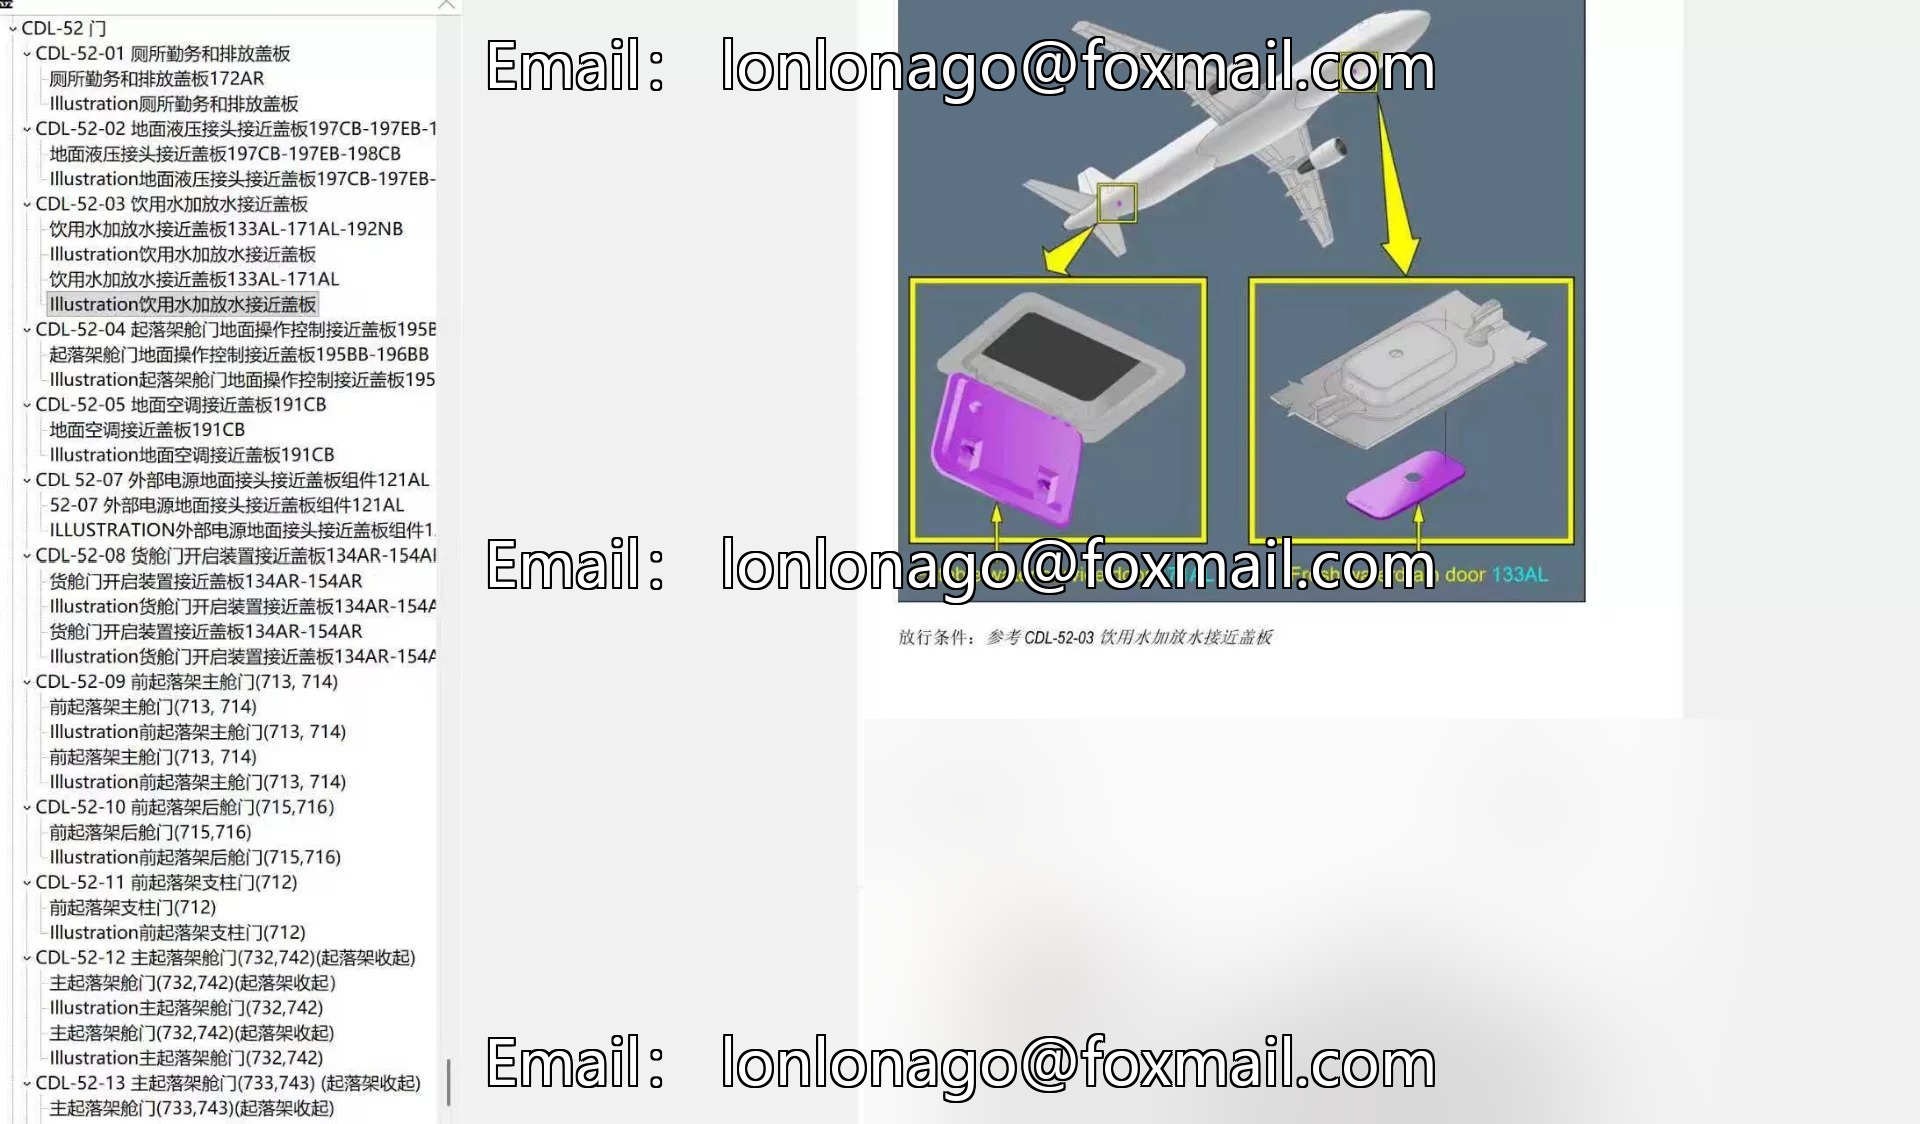 CDL-52 门
CDL-52-01 厕所勤务和排放盖板
厕所勤务和排放盖板172AR
Illustration厕所勤务和排放盖板
CDL-52-02 地面液压接头接近盖板197CB-197EB-1
地面液压接头接近盖板197CB-197EB-198CB
Illustration地面液压接头接近盖板197CB-197EB-
CDL-52-03 饮用水加放水接近盖板
饮用水加放水接近盖板133AL-171AL-192NB
Illustration饮用水加放水接近盖板
饮用水加放水接近盖板133AL-171AL
Illustration饮用水加放水接近盖板
CDL-52-04 起落架舱门地面操作控制接近盖板195B
起落架舱门地面操作控制接近盖板195BB-196BB
Illustration起落架舱门地面操作控制接近盖板195
CDL-52-05 地面空调接近盖板191CB
地面空调接近盖板191CB
Illustration地面空调接近盖板191CB
CDL 52-07 外部电源地面接头接近盖板组件121AL
52-07 外部电源地面接头接近盖板组件121AL
ILLUSTRATION外部电源地面接头接近盖板组件1
CDL-52-08 货舱门开启装置接近盖板134AR-154AR
货舱门开启装置接近盖板134AR-154AR
Illustration货舱门开启装置接近盖板134AR-154A
货舱门开启装置接近盖板134AR-154AR
Illustration货舱门开启装置接近盖板134AR-154A
CDL-52-09 前起落架主舱门(713, 714)
前起落架主舱门(713, 714)
Illustration前起落架主舱门(713, 714)
前起落架主舱门(713, 714)
Illustration前起落架主舱门(713, 714)
CDL-52-10 前起落架后舱门(715,716)
前起落架后舱门(715,716)
Illustration前起落架后舱门(715,716)
CDL-52-11 前起落架支柱门(712)
前起落架支柱门(712)
Illustration前起落架支柱门(712)
CDL-52-12 主起落架舱门(732,742)(起落架收起)
主起落架舱门(732,742)(起落架收起)
Illustration主起落架舱门(732,742)
主起落架舱门(732,742)(起落架收起)
Illustration主起落架舱门(732,742)
CDL-52-13 主起落架舱门(733,743) (起落架收起)
主起落架舱门(733,743)(起落架收起)
Email： lonlonago@foxmail.com
Email： lonlonago@foxmail.com
door 133AL
放行条件：参考 CDL-52-03 饮用水加放水接近盖板
Email： lonlonago@foxmail.com